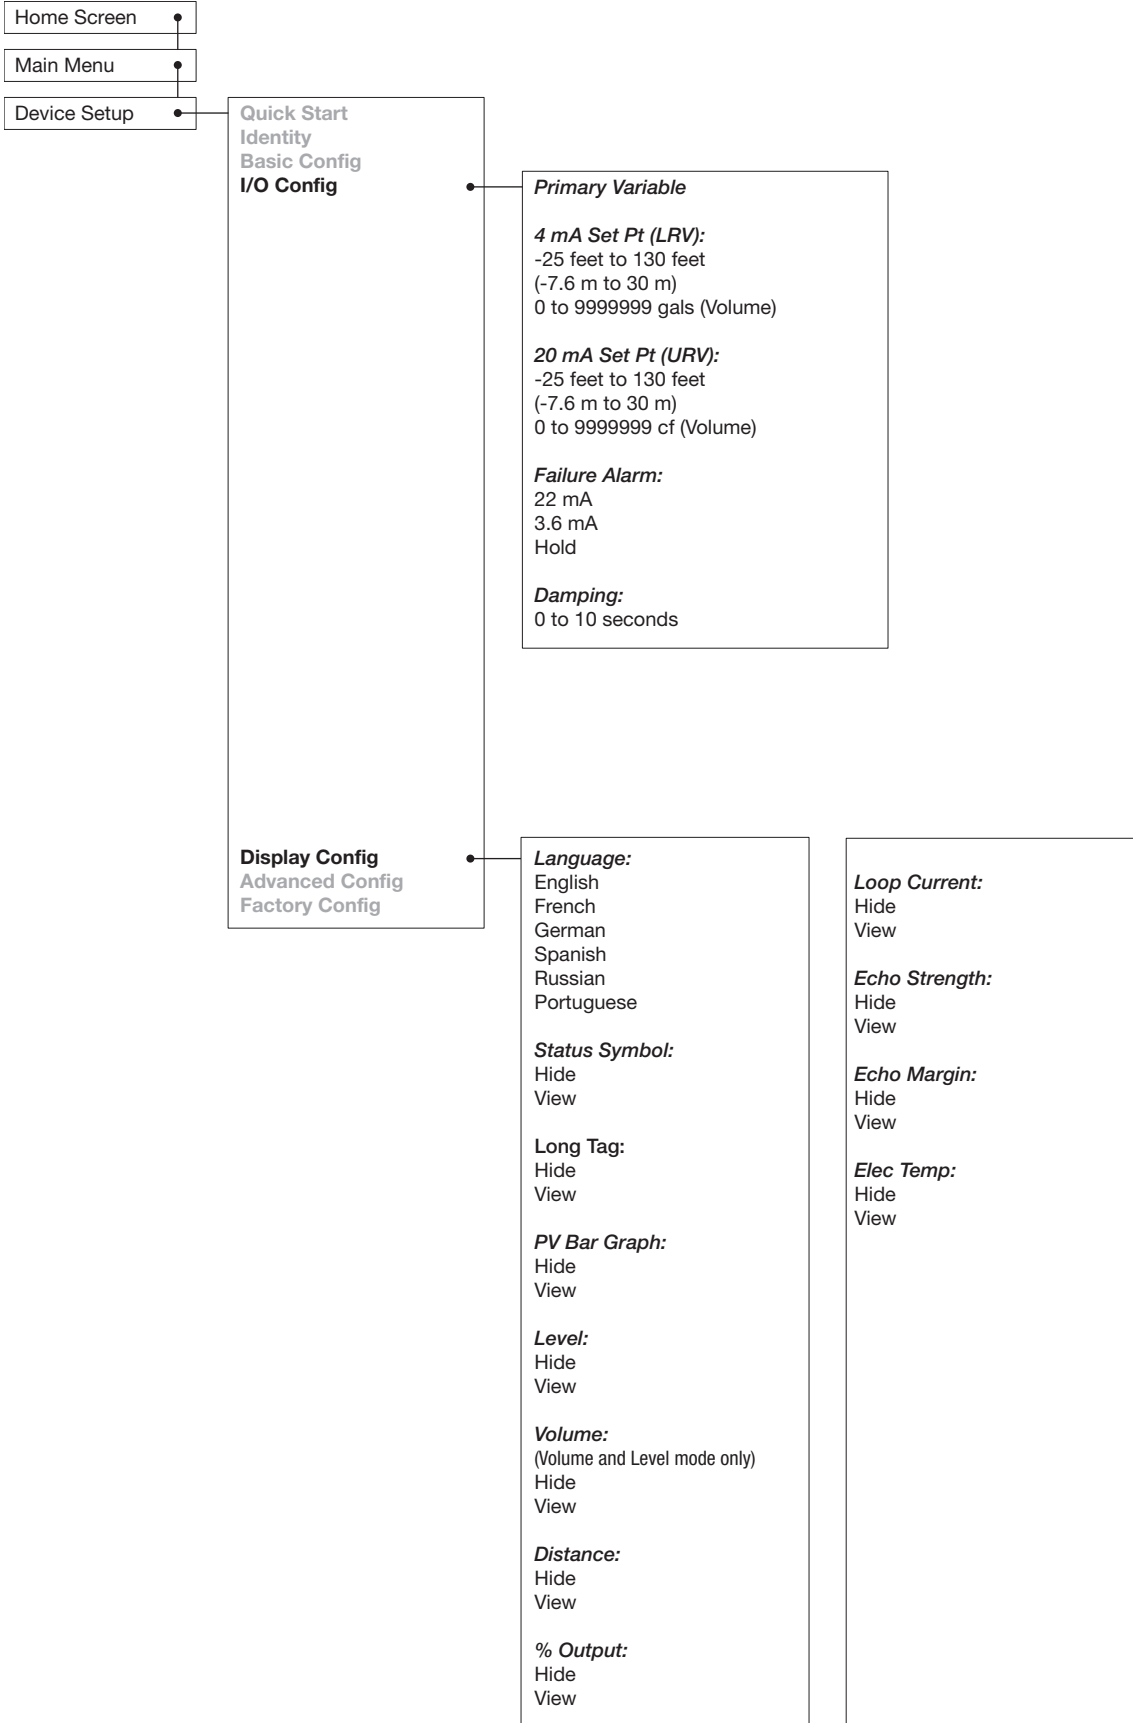 Home Screen
Main Menu
Device Setup
Quick Start
Identity
Basic Config
I/O Config
Primary Variable
4 mA Set Pt (LRV):
-25 feet to 130 feet
(-7.6 m to 30 m)
0 to 9999999 gals (Volume)
20 mA Set Pt (URV):
-25 feet to 130 feet
(-7.6 m to 30 m)
0 to 9999999 cf (Volume)
Failure Alarm:
22 mA
3.6 mA
Hold
Damping:
0 to 10 seconds
Display Config
Advanced Config
Factory Config
Language:
English
French
German
Spanish
Russian
Portuguese
Status Symbol:
Hide
View
Long Tag:
Hide
View
PV Bar Graph:
Hide
View
Level:
Hide
View
Volume:
(Volume and Level mode only)
Hide
View
Distance:
Hide
View
% Output:
Hide
View
Loop Current:
Hide
View
Echo Strength:
Hide
View
Echo Margin:
Hide
View
Elec Temp:
Hide
View